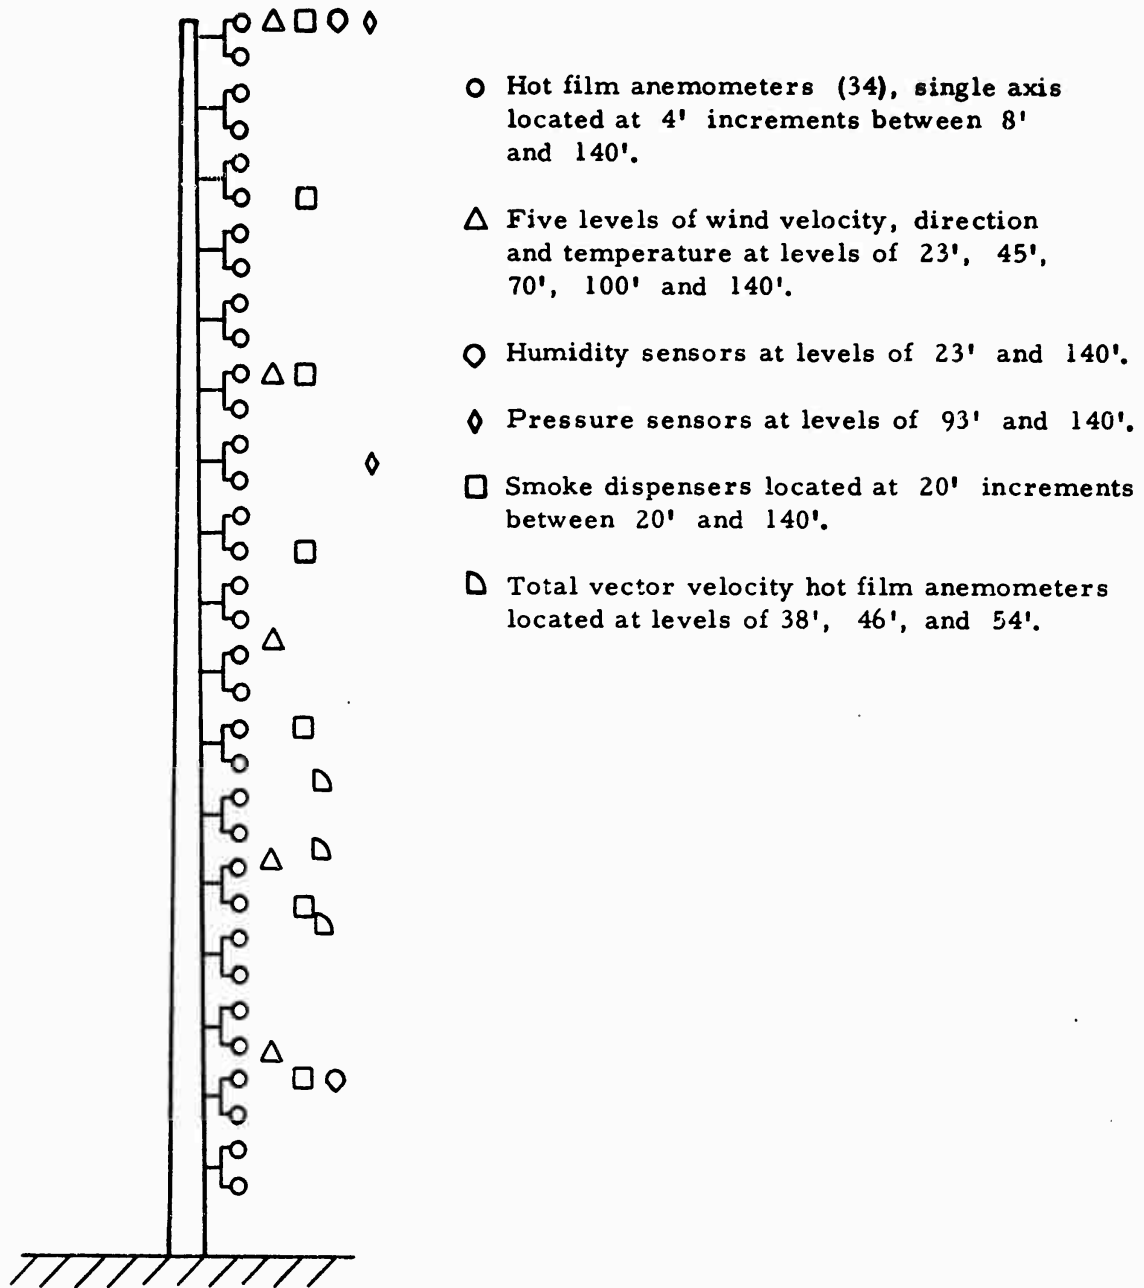 Hot film anemometers (34), single axis
located at 4' increments between 8'
and 140'.
Five levels of wind velocity, direction
and temperature at levels of 23', 45',
70', 100' and 140'.
Humidity sensors at levels of 23' and 140'.
Pressure sensors at levels of 93' and 140'.
Smoke dispensers located at 20' increments
between 20' and 140'.
Total vector velocity hot film anemometers
located at levels of 38', 46', and 54'.